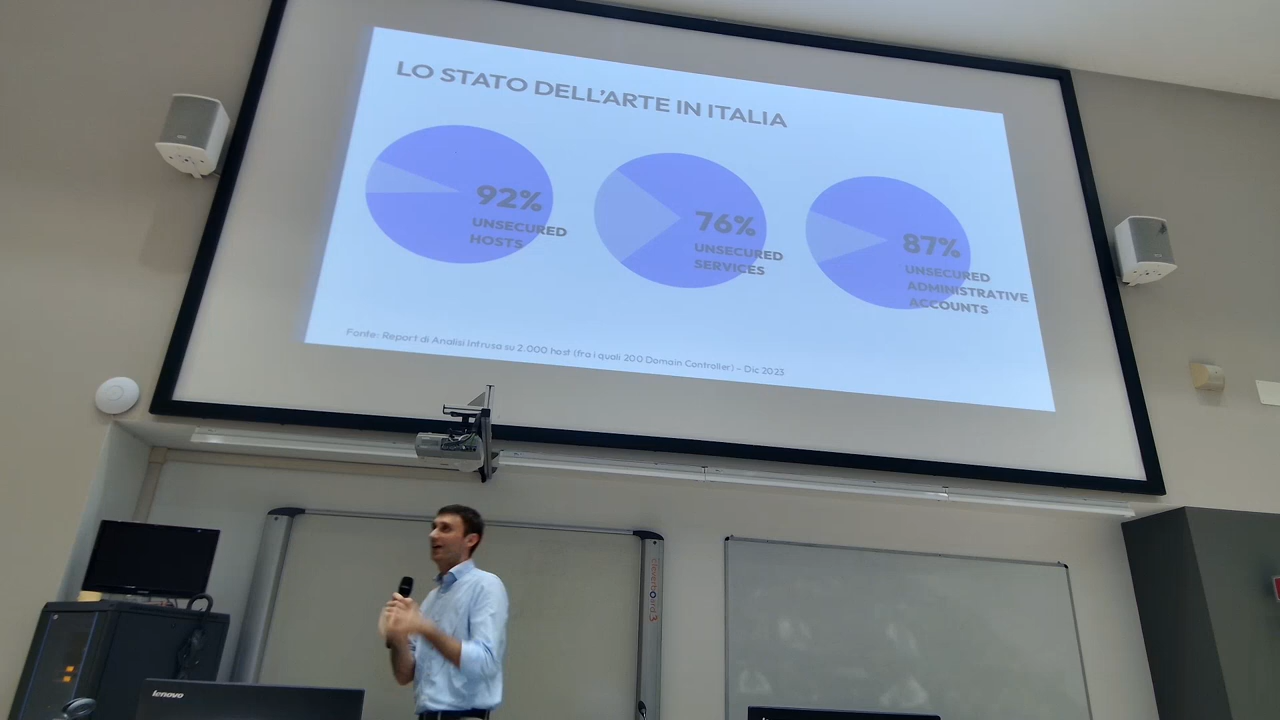 LO STATO DELL'ARTE IN ITALIA
92%
UNSECURED
HOSTS
76%
UNSECURED
SERVICES
87%
UNSECURED
ADMINISTRATIVE
ACCOUNTS
Fonte: Report di Analisi Intrusa su 2.000 host (fra i quali 200 Domain Controller) – Dic 2023
cleverboard3
lenovo